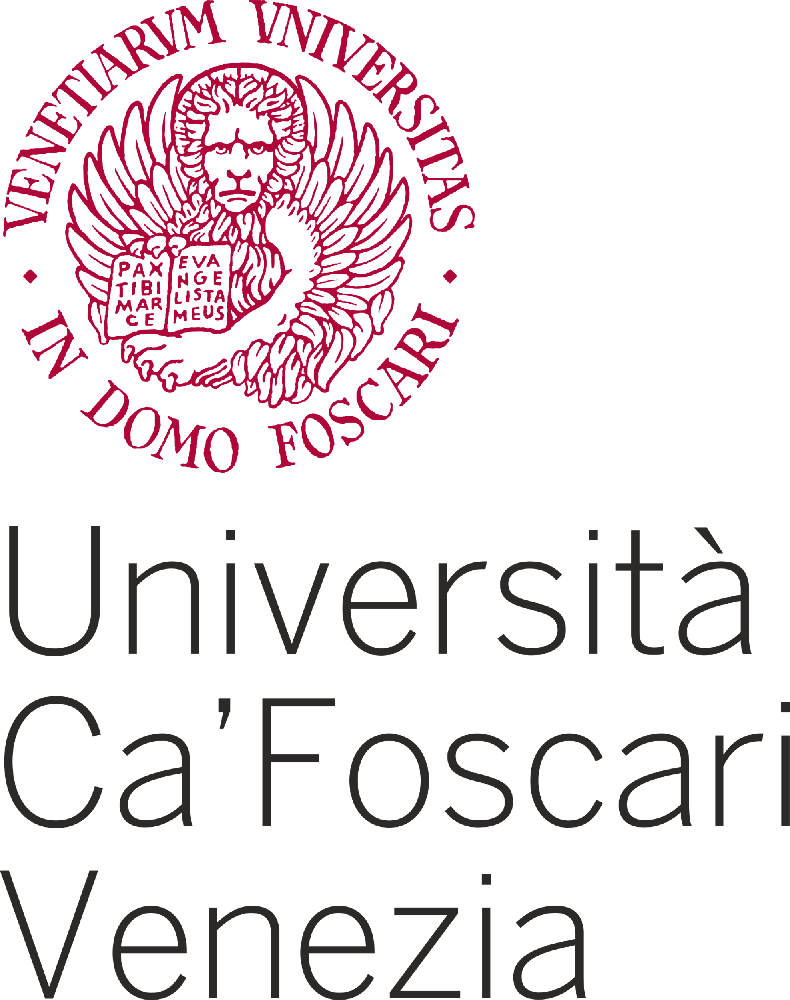 VENETIARVM VNIVERSITAS
IN DOMO FOSCARI
PAX
TIBI
MAR
CE
EVA
NGE
LISTA
MEUS
Università
Ca'Foscari
Venezia